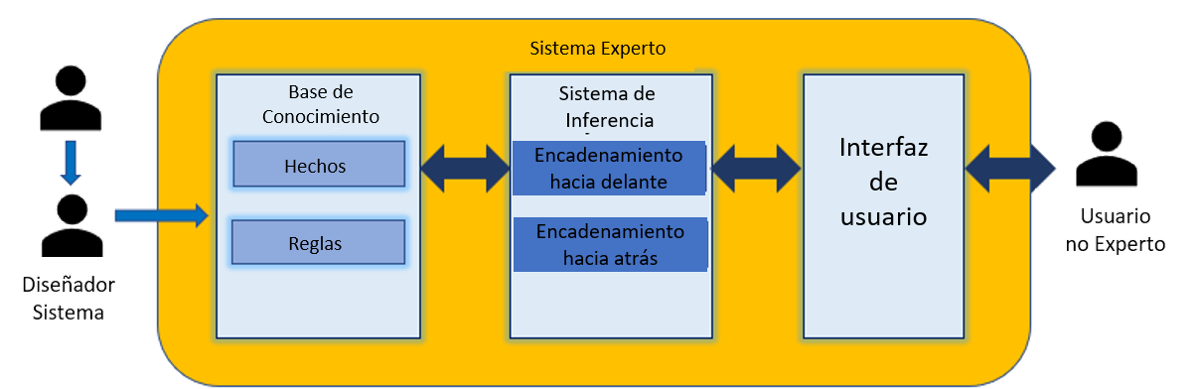 Sistema Experto
Base de
Conocimiento
Hechos
Reglas
Sistema de
Inferencia
Encadenamiento
hacia delante
Encadenamiento
hacia atrás
Interfaz
de
usuario
Diseñador
Sistema
Usuario
no Experto